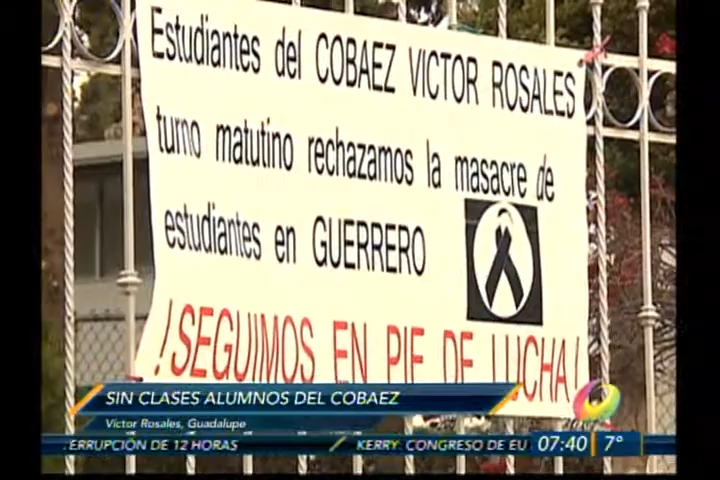 Estudiantes del COBAEZ VICTOR ROSALES
turno matutino rechazamos la masacre de
estudiantes en GUERRERO
¡SEGUIMOS EN PIE DE LUCHA!
SIN CLASES ALUMNOS DEL COBAEZ
Víctor Rosales, Guadalupe
ERRUPCIÓN DE 12 HORAS KERRY: CONGRESO DE EU 07:40 7°